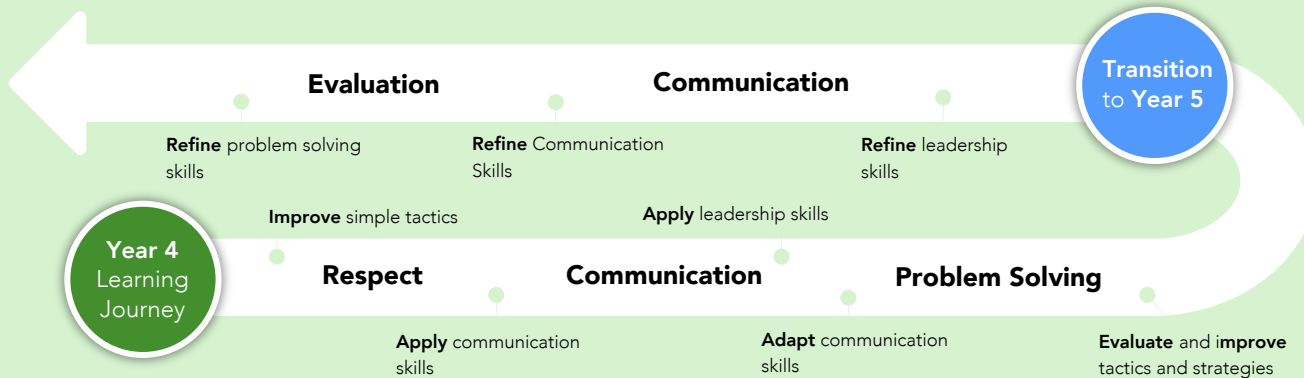 Evaluation
Communication
Transition
to Year 5
Refine problem solving
skills
Refine Communication
Skills
Refine leadership
skills
Improve simple tactics
Apply leadership skills
Year 4
Learning
Journey
Respect
Communication
Problem Solving
Apply communication
skills
Adapt communication
skills
Evaluate and improve
tactics and strategies